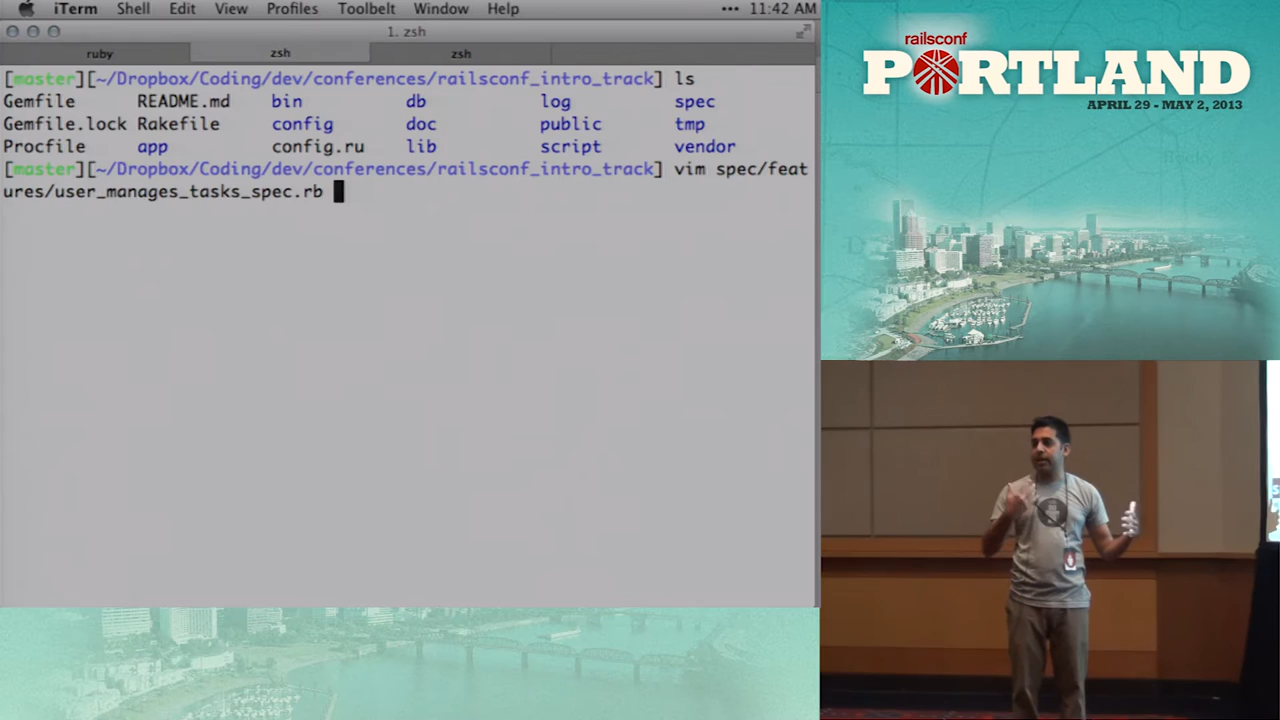 iTerm Shell Edit View Profiles Toolbelt Window Help ••• 11:42 AM
1. zsh
ruby zsh zsh
[master][~/Dropbox/Coding/dev/conferences/railsconf_intro_track] ls
Gemfile README.md bin db log spec
Gemfile.lock Rakefile config doc public tmp
Procfile app config.ru lib script vendor
[master][~/Dropbox/Coding/dev/conferences/railsconf_intro_track] vim spec/feat
ures/user_manages_tasks_spec.rb
railsconf
PORTLAND
APRIL 29 - MAY 2, 2013